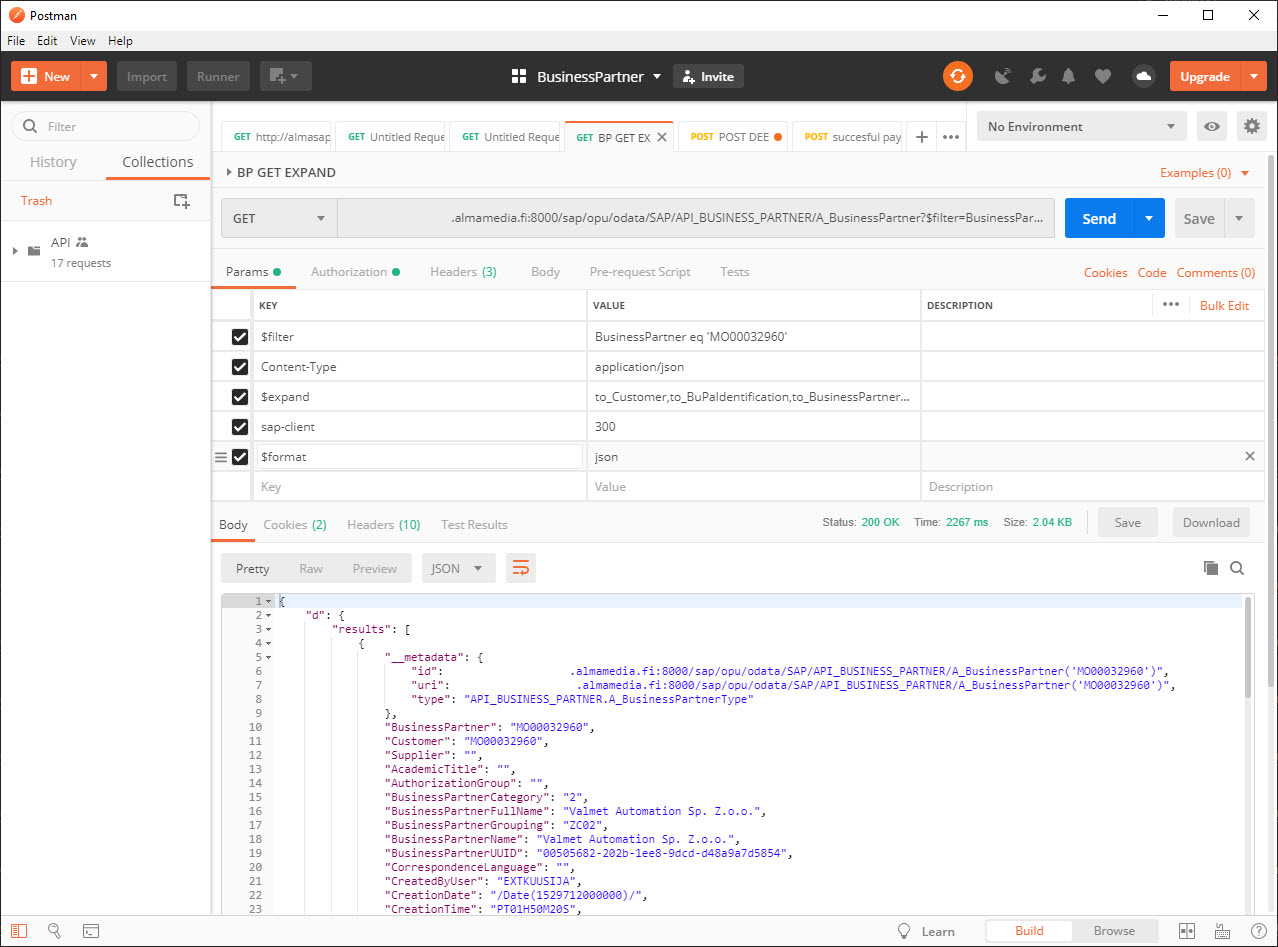 Postman
File Edit View Help
New Import Runner BusinessPartner Invite Upgrade
Filter
History Collections
Trash
API
17 requests
GET http://almasap GET Untitled Reque GET Untitled Reque GET BP GET EX POST POST DEE POST succesful pay No Environment
BP GET EXPAND Examples (0)
GET .almamedia.fi:8000/sap/opu/odata/SAP/API_BUSINESS_PARTNER/A_BusinessPartner?$filter=BusinessPar... Send Save
Params Authorization Headers (3) Body Pre-request Script Tests Cookies Code Comments (0)
KEY VALUE DESCRIPTION ••• Bulk Edit
$filter BusinessPartner eq 'MO00032960'
Content-Type application/json
$expand to_Customer,to_BuPaIdentification,to_BusinessPartner...
sap-client 300
$format json
Key Value Description
Body Cookies (2) Headers (10) Test Results Status: 200 OK Time: 2267 ms Size: 2.04 KB Save Download
Pretty Raw Preview JSON
1 {
2 "d": {
3 "results": [
4 {
5 "__metadata": {
6 "id": .almamedia.fi:8000/sap/opu/odata/SAP/API_BUSINESS_PARTNER/A_BusinessPartner('MO00032960')",
7 "uri": .almamedia.fi:8000/sap/opu/odata/SAP/API_BUSINESS_PARTNER/A_BusinessPartner('MO00032960')",
8 "type": "API_BUSINESS_PARTNER.A_BusinessPartnerType"
9 },
10 "BusinessPartner": "MO00032960",
11 "Customer": "MO00032960",
12 "Supplier": "",
13 "AcademicTitle": "",
14 "AuthorizationGroup": "",
15 "BusinessPartnerCategory": "2",
16 "BusinessPartnerFullName": "Valmet Automation Sp. Z.o.o.",
17 "BusinessPartnerGrouping": "ZC02",
18 "BusinessPartnerName": "Valmet Automation Sp. Z.o.o.",
19 "BusinessPartnerUUID": "00505682-202b-1ee8-9dcd-d48a9a7d5854",
20 "CorrespondenceLanguage": "",
21 "CreatedByUser": "EXTKUUSIJA",
22 "CreationDate": "/Date(1529712000000)/",
23 "CreationTime": "PT01H50M20S",
Learn Build Browse